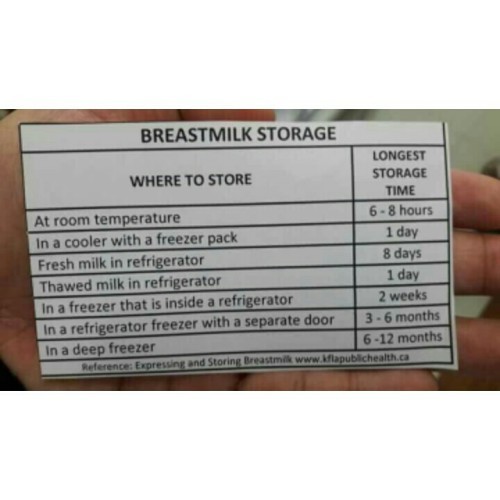 BREASTMILK STORAGE
WHERE TO STORE
LONGEST
STORAGE
TIME
At room temperature 6 - 8 hours
In a cooler with a freezer pack 1 day
Fresh milk in refrigerator 8 days
Thawed milk in refrigerator 1 day
In a freezer that is inside a refrigerator 2 weeks
In a refrigerator freezer with a separate door 3 - 6 months
In a deep freezer 6 -12 months
Reference: Expressing and Storing Breastmilk www.kflapublichealth.ca